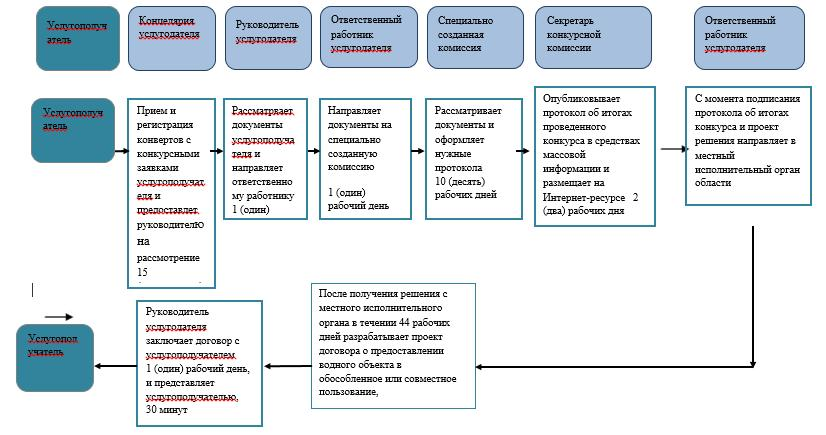 Услугополуч
атель
Канцелярия
услугодателя
Руководитель
услугодателя
Ответственный
работник
услугодателя
Специально
созданная
комиссия
Секретарь
конкурсной
комиссии
Ответственный
работник
услугодателя
Услугополуч
атель
Прием и
регистрация
конвертов с
конкурсными
заявками
услугополучат
еля и
предоставлет
руководителю
на
рассмотрение
15
Рассматрвает
документы
услугополуча
теля и
направляет
ответственно
му работнику
1 (один)
Направляет
документы на
специально
созданную
комиссию
1 (один)
рабочий день
Рассматривает
документы и
оформляет
нужные
протокола
10 (десять)
рабочих дней
Опубликовывает
протокол об итогах
проведенного
конкурса в средствах
массовой
информации и
размещает на
Интернет-ресурсе 2
(два) рабочих дня
С момента подписания
протокола об итогах
конкурса и проект
решения направляет в
местный
исполнительный орган
области
Услугопол
учатель
Руководитель
услугодателя
заключает договор с
услугополучателем
1 (один) рабочий день,
и представляет
услугополучателью,
30 минут
После получения решения с
местного исполнительного
органа в течении 44 рабочих
дней разрабатывает проект
договора о предоставлении
водного объекта в
обособленное или совместное
пользование,